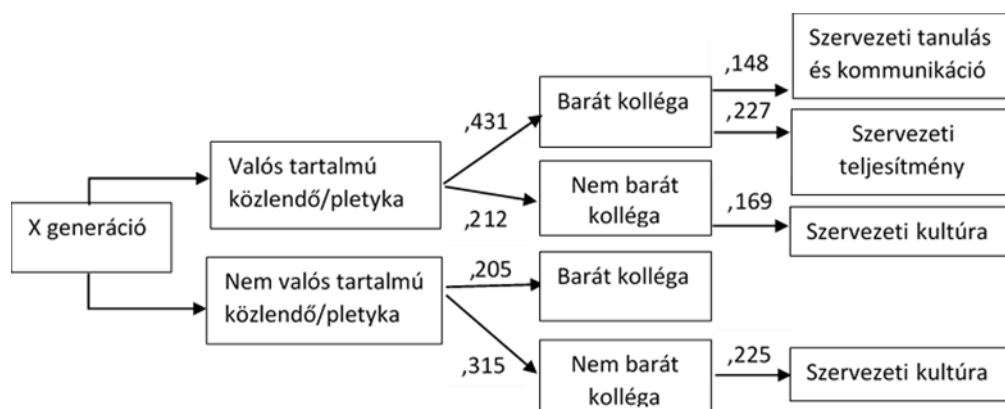 Szervezeti tanulás
és kommunikáció
,148
Barát kolléga
,227
,431
Szervezeti
teljesítmény
Valós tartalmú
közlendő/pletyka
Nem barát
kolléga
,169
,212
X generáció
Szervezeti kultúra
,205
Nem valós tartalmú
közlendő/pletyka
Barát kolléga
,315
Nem barát
kolléga
,225
Szervezeti kultúra